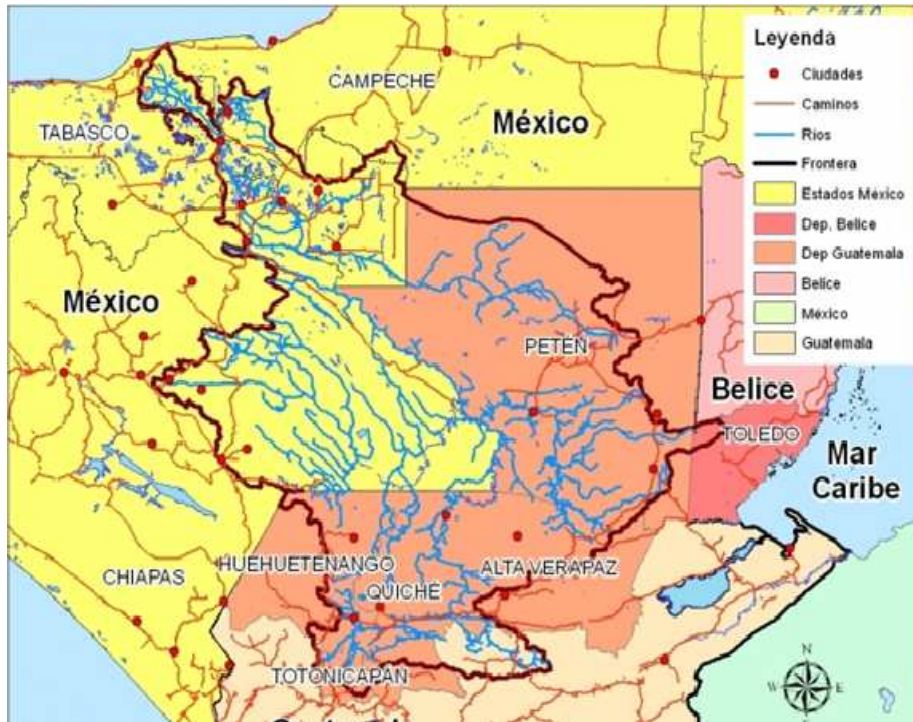 Leyenda
Ciudades
Caminos
Ríos
Frontera
Estados México
Dep. Belice
Dep Guatemala
Belice
México
Guatemala
CAMPECHE
México
TABASCO
México
PETÉN
Belice
TOLEDO
Mar
Caribe
HUEHUETENANGO
ALTA VERAPAZ
CHIAPAS
QUICHÉ
TOTONICAPÁN
N
W
E
S